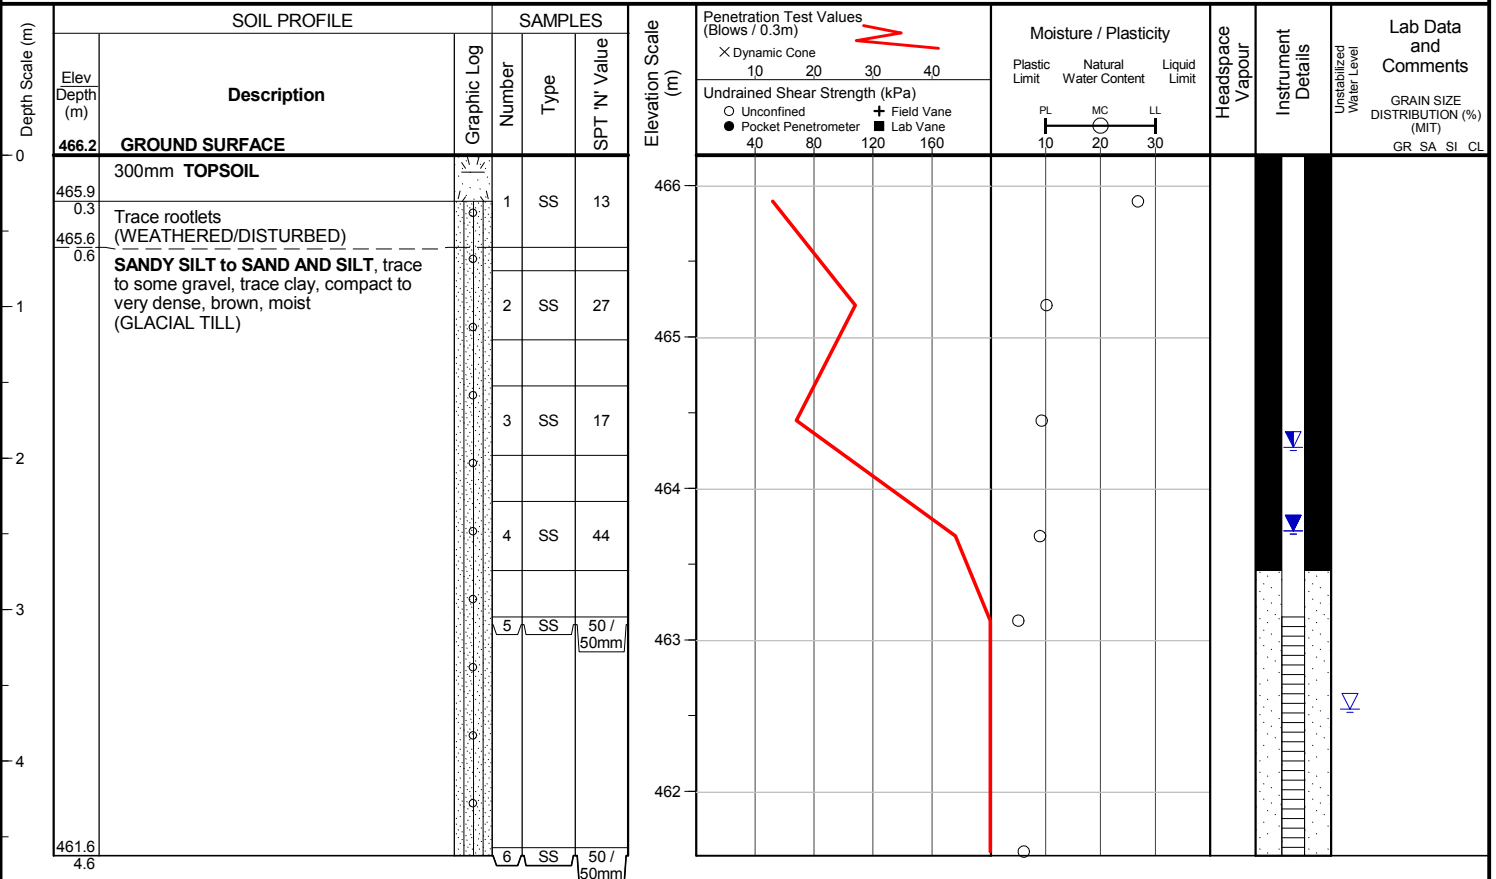 Depth Scale (m)
SOIL PROFILE
Elev
Depth
(m)
Description
Graphic Log
466.2 GROUND SURFACE
SAMPLES
Number
Type
SPT 'N' Value
Elevation Scale
(m)
Penetration Test Values
(Blows / 0.3m)
× Dynamic Cone
10 20 30 40
Undrained Shear Strength (kPa)
Unconfined + Field Vane
Pocket Penetrometer Lab Vane
40 80 120 160
Moisture / Plasticity
Plastic Limit
Natural Water Content
Liquid Limit
PL MC LL
10 20 30
Headspace
Vapour
Instrument
Details
Unstabilized
Water Level
Lab Data
and
Comments
GRAIN SIZE
DISTRIBUTION (%)
(MIT)
GR SA SI CL
0
300mm TOPSOIL
465.9
0.3
Trace rootlets
(WEATHERED/DISTURBED)
465.6
0.6
SANDY SILT to SAND AND SILT, trace
to some gravel, trace clay, compact to
very dense, brown, moist
(GLACIAL TILL)
1
2
3
4
461.6
4.6
1 SS 13
2 SS 27
3 SS 17
4 SS 44
5 SS 50 /
50mm
6 SS 50 /
50mm
466
465
464
463
462